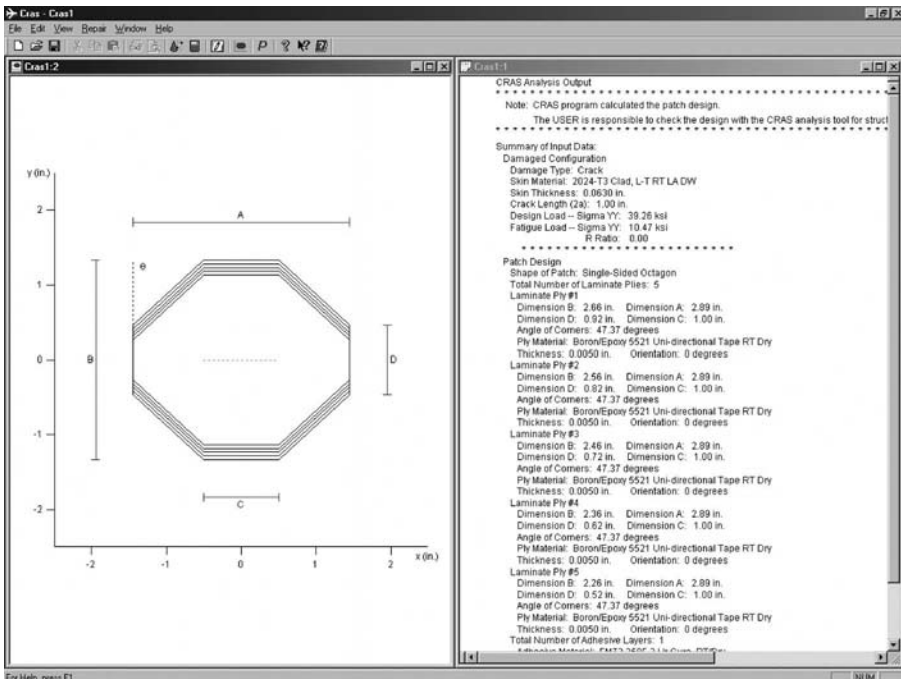 Cras - Cras1
File Edit View Repair Window Help
P
Cras1:2
y (in.)
2
1
0
-1
-2
A
θ
B
D
C
-2 -1 0 1 2 x (in.)
Cras1:1
CRAS Analysis Output
* * * * * * * * * * * * * * * * * * * * * * * * * * * * * * * * * * * * * * * * * *
Note: CRAS program calculated the patch design.
The USER is responsible to check the design with the CRAS analysis tool for struct
* * * * * * * * * * * * * * * * * * * * * * * * * * * * * * * * * * * * * * * * * *
Summary of Input Data:
Damaged Configuration
Damage Type: Crack
Skin Material: 2024-T3 Clad, L-T RT LA DW
Skin Thickness: 0.0630 in.
Crack Length (2a): 1.00 in.
Design Load -- Sigma YY: 39.26 ksi
Fatigue Load -- Sigma YY: 10.47 ksi
R Ratio: 0.00
* * * * * * * * * * * * * * * * * * * * * * * * *
Patch Design
Shape of Patch: Single-Sided Octagon
Total Number of Laminate Plies: 5
Laminate Ply #1
Dimension B: 2.66 in. Dimension A: 2.89 in.
Dimension D: 0.92 in. Dimension C: 1.00 in.
Angle of Corners: 47.37 degrees
Ply Material: Boron/Epoxy 5521 Uni-directional Tape RT Dry
Thickness: 0.0050 in. Orientation: 0 degrees
Laminate Ply #2
Dimension B: 2.56 in. Dimension A: 2.89 in.
Dimension D: 0.82 in. Dimension C: 1.00 in.
Angle of Corners: 47.37 degrees
Ply Material: Boron/Epoxy 5521 Uni-directional Tape RT Dry
Thickness: 0.0050 in. Orientation: 0 degrees
Laminate Ply #3
Dimension B: 2.46 in. Dimension A: 2.89 in.
Dimension D: 0.72 in. Dimension C: 1.00 in.
Angle of Corners: 47.37 degrees
Ply Material: Boron/Epoxy 5521 Uni-directional Tape RT Dry
Thickness: 0.0050 in. Orientation: 0 degrees
Laminate Ply #4
Dimension B: 2.36 in. Dimension A: 2.89 in.
Dimension D: 0.62 in. Dimension C: 1.00 in.
Angle of Corners: 47.37 degrees
Ply Material: Boron/Epoxy 5521 Uni-directional Tape RT Dry
Thickness: 0.0050 in. Orientation: 0 degrees
Laminate Ply #5
Dimension B: 2.26 in. Dimension A: 2.89 in.
Dimension D: 0.52 in. Dimension C: 1.00 in.
Angle of Corners: 47.37 degrees
Ply Material: Boron/Epoxy 5521 Uni-directional Tape RT Dry
Thickness: 0.0050 in. Orientation: 0 degrees
Total Number of Adhesive Layers: 1
Adhesive Material:
For Help, press F1
NUM